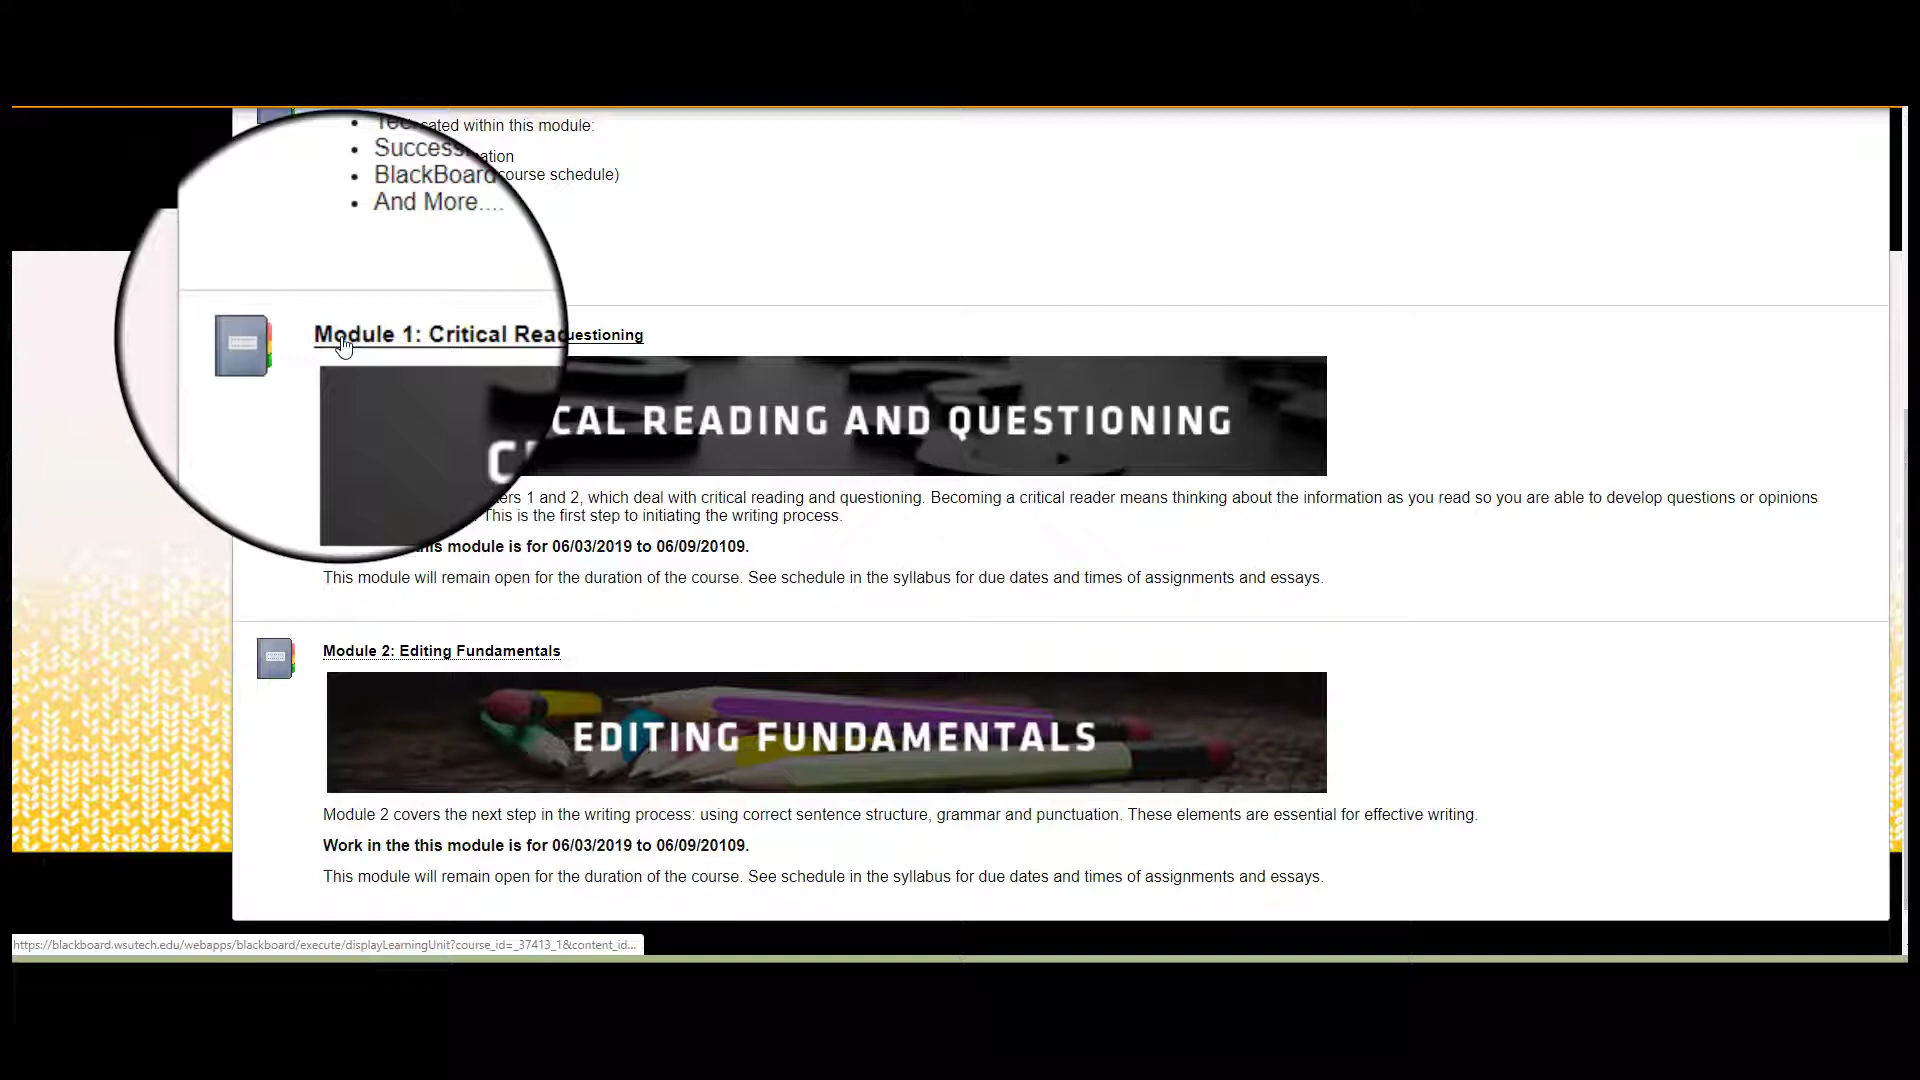 cated within this module:
Success
ation
BlackBoard course schedule)
And More....
Module 1: Critical Rea uestioning
CAL READING AND QUESTIONING
ers 1 and 2, which deal with critical reading and questioning. Becoming a critical reader means thinking about the information as you read so you are able to develop questions or opinions
This is the first step to initiating the writing process.
this module is for 06/03/2019 to 06/09/20109.
This module will remain open for the duration of the course. See schedule in the syllabus for due dates and times of assignments and essays.
Module 2: Editing Fundamentals
EDITING FUNDAMENTALS
Module 2 covers the next step in the writing process: using correct sentence structure, grammar and punctuation. These elements are essential for effective writing.
Work in the this module is for 06/03/2019 to 06/09/20109.
This module will remain open for the duration of the course. See schedule in the syllabus for due dates and times of assignments and essays.
https://blackboard.wsutech.edu/webapps/blackboard/execute/displayLearningUnit?course_id=_37413_1&content_id...